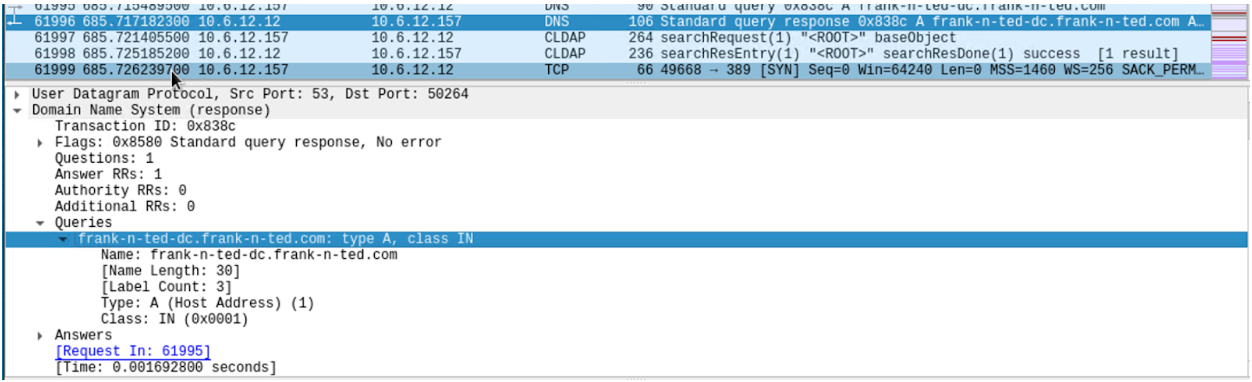 61995 685.715489500 10.6.12.157 10.6.12.12 DNS 90 Standard query 0x838c A frank-n-ted-dc.frank-n-ted.com
61996 685.717182300 10.6.12.12 10.6.12.157 DNS 106 Standard query response 0x838c A frank-n-ted-dc.frank-n-ted.com A…
61997 685.721405500 10.6.12.157 10.6.12.12 CLDAP 264 searchRequest(1) "<ROOT>" baseObject
61998 685.725185200 10.6.12.12 10.6.12.157 CLDAP 236 searchResEntry(1) "<ROOT>" searchResDone(1) success [1 result]
61999 685.726239700 10.6.12.157 10.6.12.12 TCP 66 49668 → 389 [SYN] Seq=0 Win=64240 Len=0 MSS=1460 WS=256 SACK_PERM…
User Datagram Protocol, Src Port: 53, Dst Port: 50264
Domain Name System (response)
Transaction ID: 0x838c
Flags: 0x8580 Standard query response, No error
Questions: 1
Answer RRs: 1
Authority RRs: 0
Additional RRs: 0
Queries
frank-n-ted-dc.frank-n-ted.com: type A, class IN
Name: frank-n-ted-dc.frank-n-ted.com
[Name Length: 30]
[Label Count: 3]
Type: A (Host Address) (1)
Class: IN (0x0001)
Answers
[Request In: 61995]
[Time: 0.001692800 seconds]